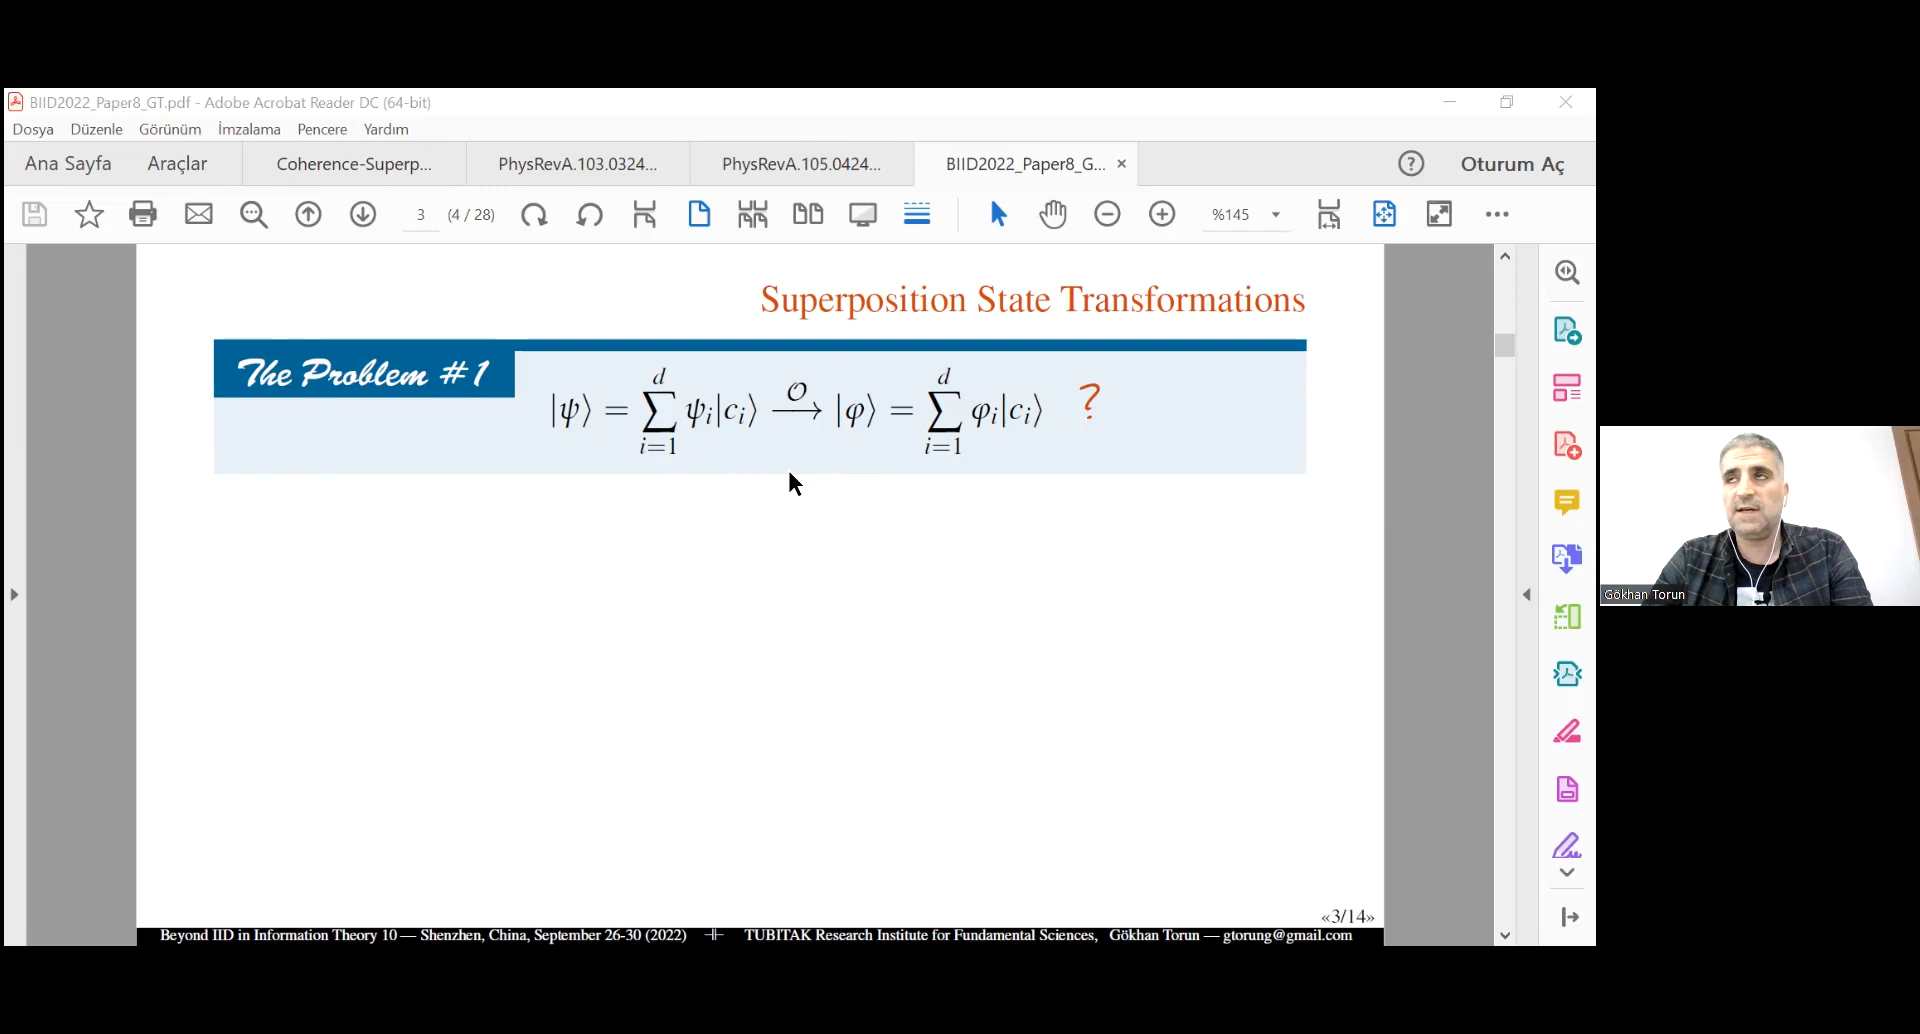 BIID2022_Paper8_GT.pdf - Adobe Acrobat Reader DC (64-bit)
Dosya Düzenle Görünüm İmzalama Pencere Yardım
Ana Sayfa Araçlar Coherence-Superp... PhysRevA.103.0324... PhysRevA.105.0424... BIID2022_Paper8_G... × Oturum Aç
3 (4 / 28) %145
Superposition State Transformations
The Problem #1
|ψ⟩ = ∑_{i=1}^{d} ψ_i|c_i⟩ —𝒪→ |φ⟩ = ∑_{i=1}^{d} φ_i|c_i⟩ ?
Gökhan Torun
«3/14»
Beyond IID in Information Theory 10 — Shenzhen, China, September 26-30 (2022) ⊣⊢ TUBITAK Research Institute for Fundamental Sciences, Gökhan Torun — gtorung@gmail.com